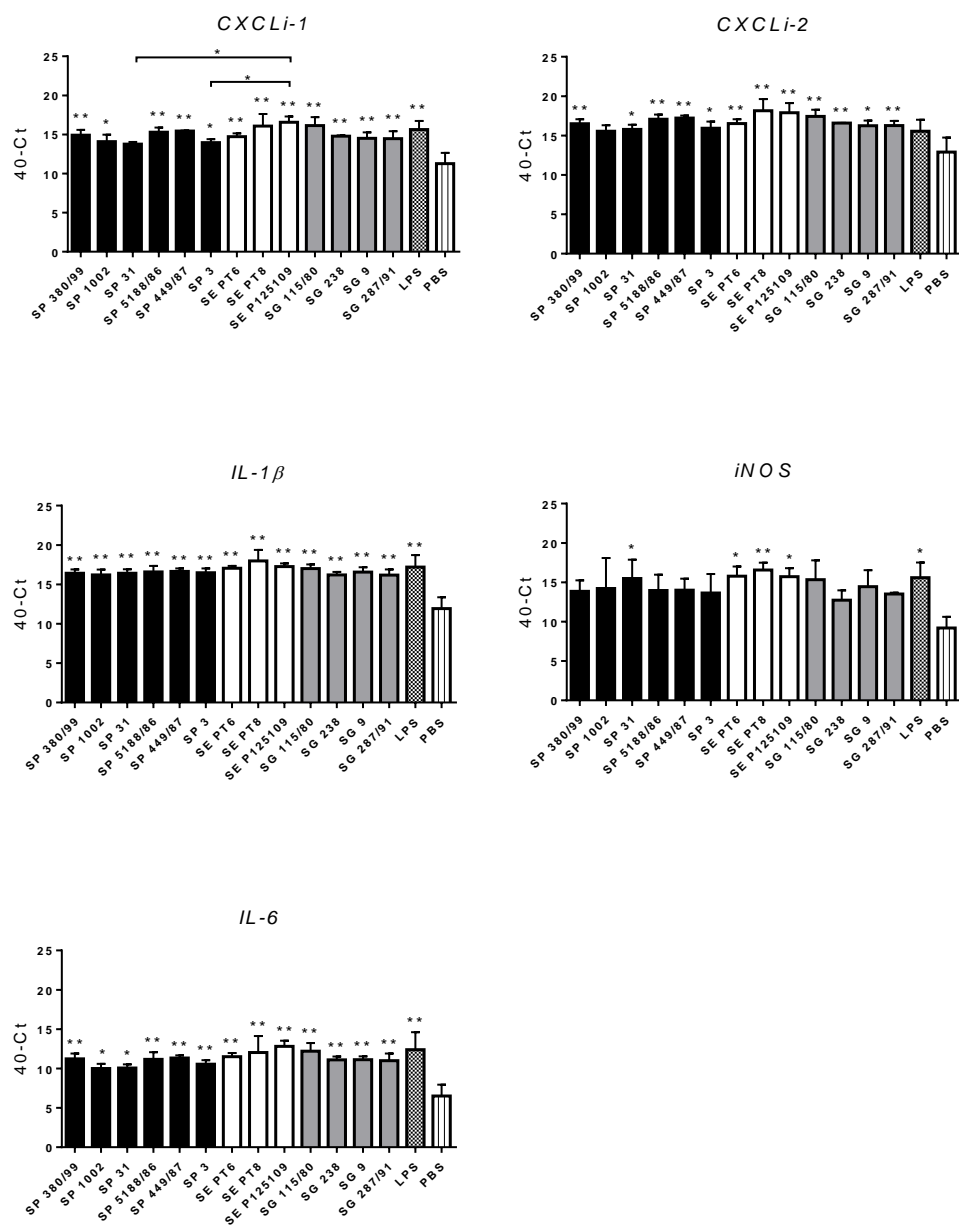 CXCLi-1
25
20
15
10
5
0
40-Ct
*
*
** * ** ** * ** ** ** ** ** ** ** **
SP 380/99
SP 1002
SP 31
SP 5188/86
SP 449/87
SP 3
SE PT6
SE PT8
SE P125109
SG 115/80
SG 238
SG 9
SG 287/91
LPS
PBS
CXCLi-2
25
20
15
10
5
0
40-Ct
** * ** ** * ** ** ** ** ** * **
SP 380/99
SP 1002
SP 31
SP 5188/86
SP 449/87
SP 3
SE PT6
SE PT8
SE P125109
SG 115/80
SG 238
SG 9
SG 287/91
LPS
PBS
IL-1β
25
20
15
10
5
0
40-Ct
** ** ** ** ** ** ** ** ** ** ** ** ** **
SP 380/99
SP 1002
SP 31
SP 5188/86
SP 449/87
SP 3
SE PT6
SE PT8
SE P125109
SG 115/80
SG 238
SG 9
SG 287/91
LPS
PBS
iNOS
25
20
15
10
5
0
40-Ct
* * ** * *
SP 380/99
SP 1002
SP 31
SP 5188/86
SP 449/87
SP 3
SE PT6
SE PT8
SE P125109
SG 115/80
SG 238
SG 9
SG 287/91
LPS
PBS
IL-6
25
20
15
10
5
0
40-Ct
** * * ** ** ** ** ** ** ** ** ** ** **
SP 380/99
SP 1002
SP 31
SP 5188/86
SP 449/87
SP 3
SE PT6
SE PT8
SE P125109
SG 115/80
SG 238
SG 9
SG 287/91
LPS
PBS